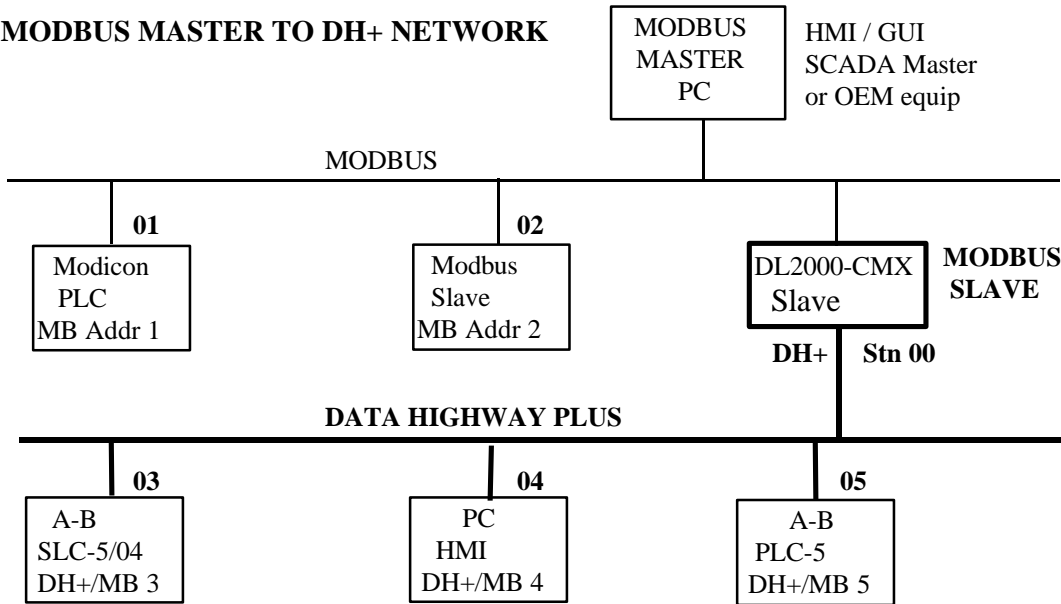 MODBUS MASTER TO DH+ NETWORK
MODBUS
MASTER
PC
HMI / GUI
SCADA Master
or OEM equip
MODBUS
01
Modicon
PLC
MB Addr 1
02
Modbus
Slave
MB Addr 2
DL2000-CMX
Slave
MODBUS
SLAVE
DH+ Stn 00
DATA HIGHWAY PLUS
03
A-B
SLC-5/04
DH+/MB 3
04
PC
HMI
DH+/MB 4
05
A-B
PLC-5
DH+/MB 5